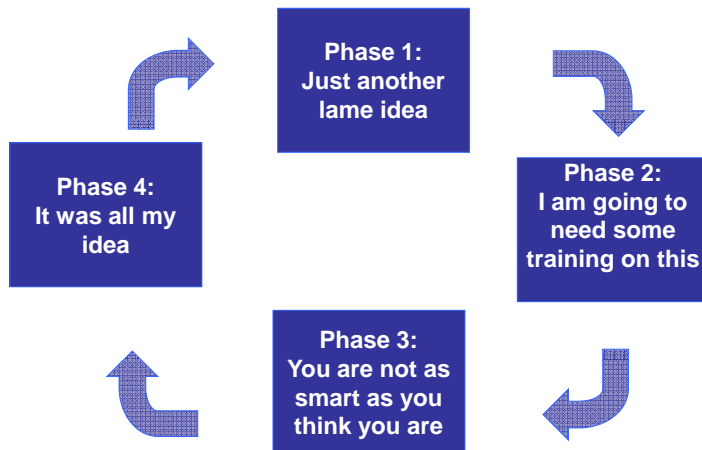 Phase 1:
Just another
lame idea
Phase 2:
I am going to
need some
training on this
Phase 3:
You are not as
smart as you
think you are
Phase 4:
It was all my
idea